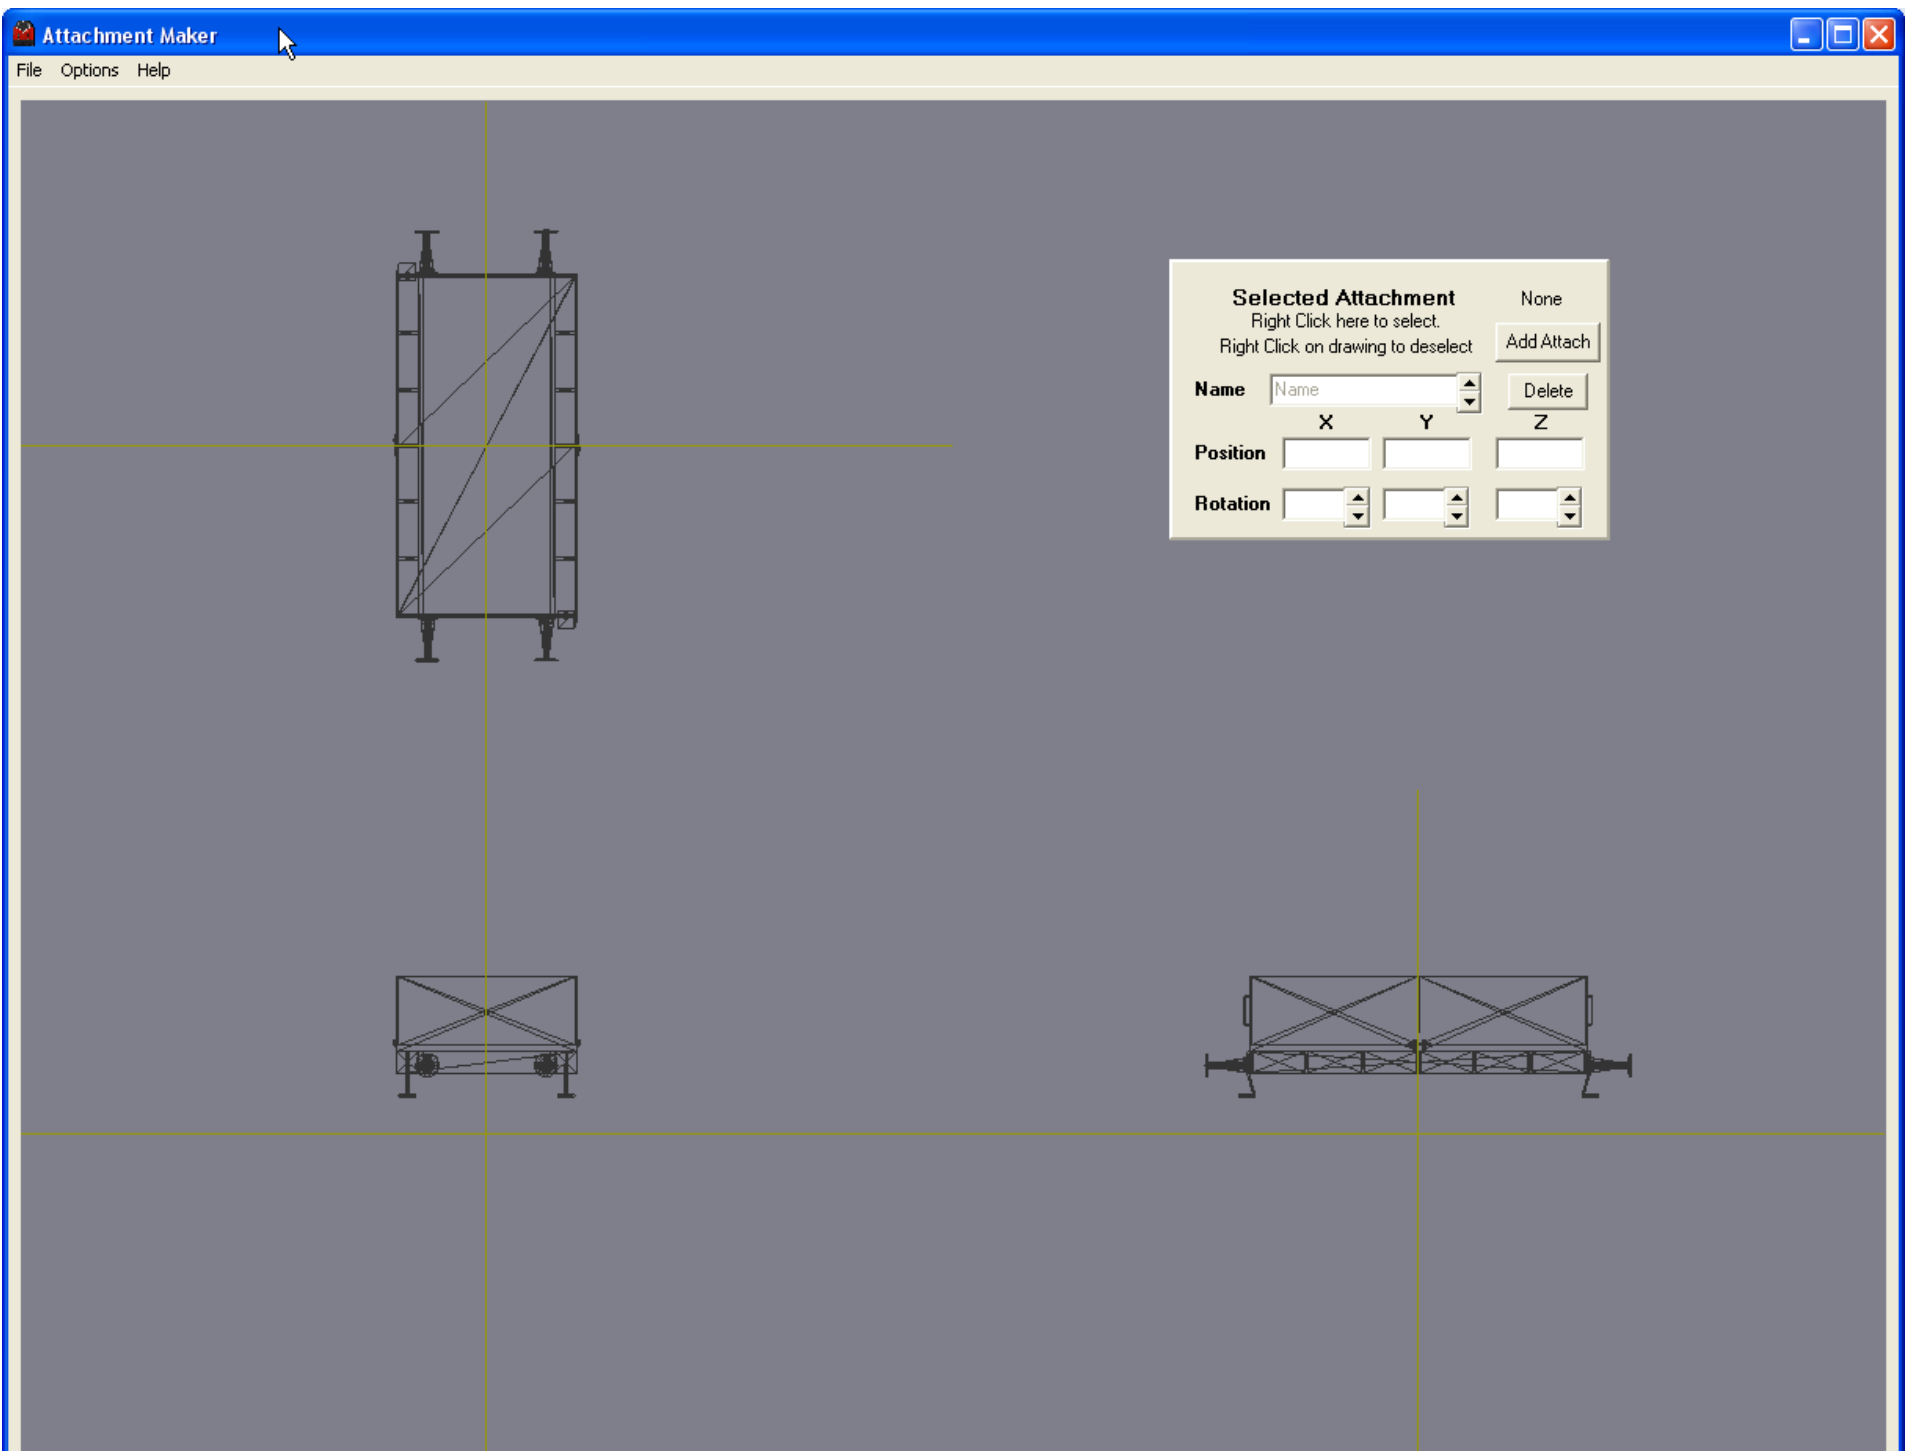 Attachment Maker
File Options Help
Selected Attachment None
Right Click here to select.
Right Click on drawing to deselect Add Attach
Name Name Delete
X Y Z
Position
Rotation